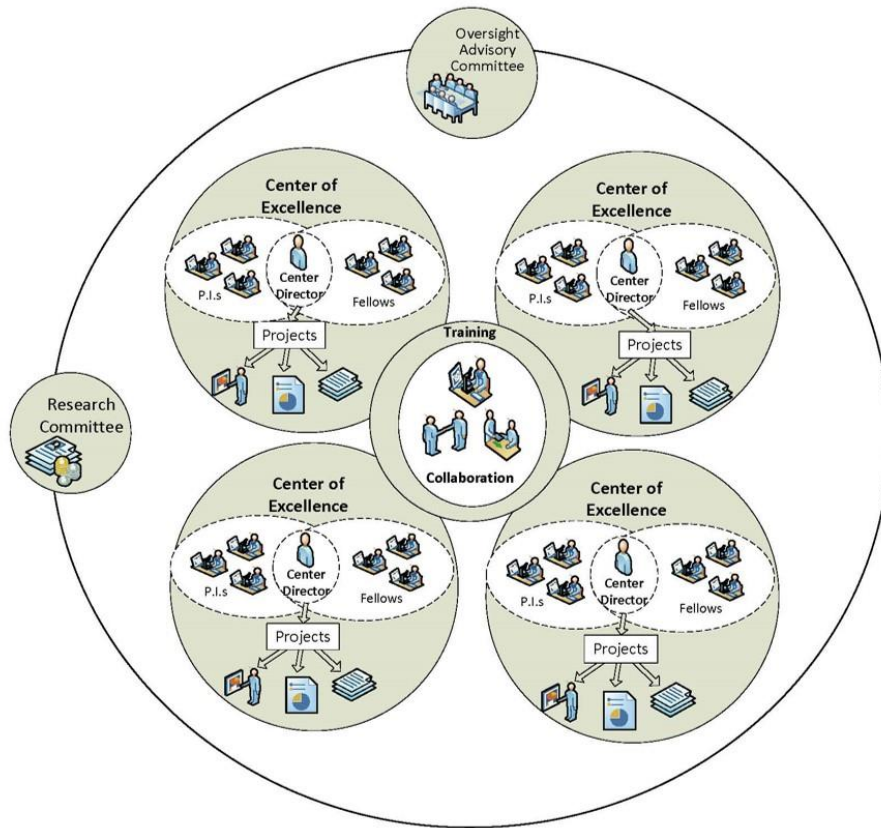 Oversight
Advisory
Committee
Center of
Excellence
P.I.s
Center
Director
Fellows
Projects
Center of
Excellence
P.I.s
Center
Director
Fellows
Projects
Training
Collaboration
Research
Committee
Center of
Excellence
P.I.s
Center
Director
Fellows
Projects
Center of
Excellence
P.I.s
Center
Director
Fellows
Projects